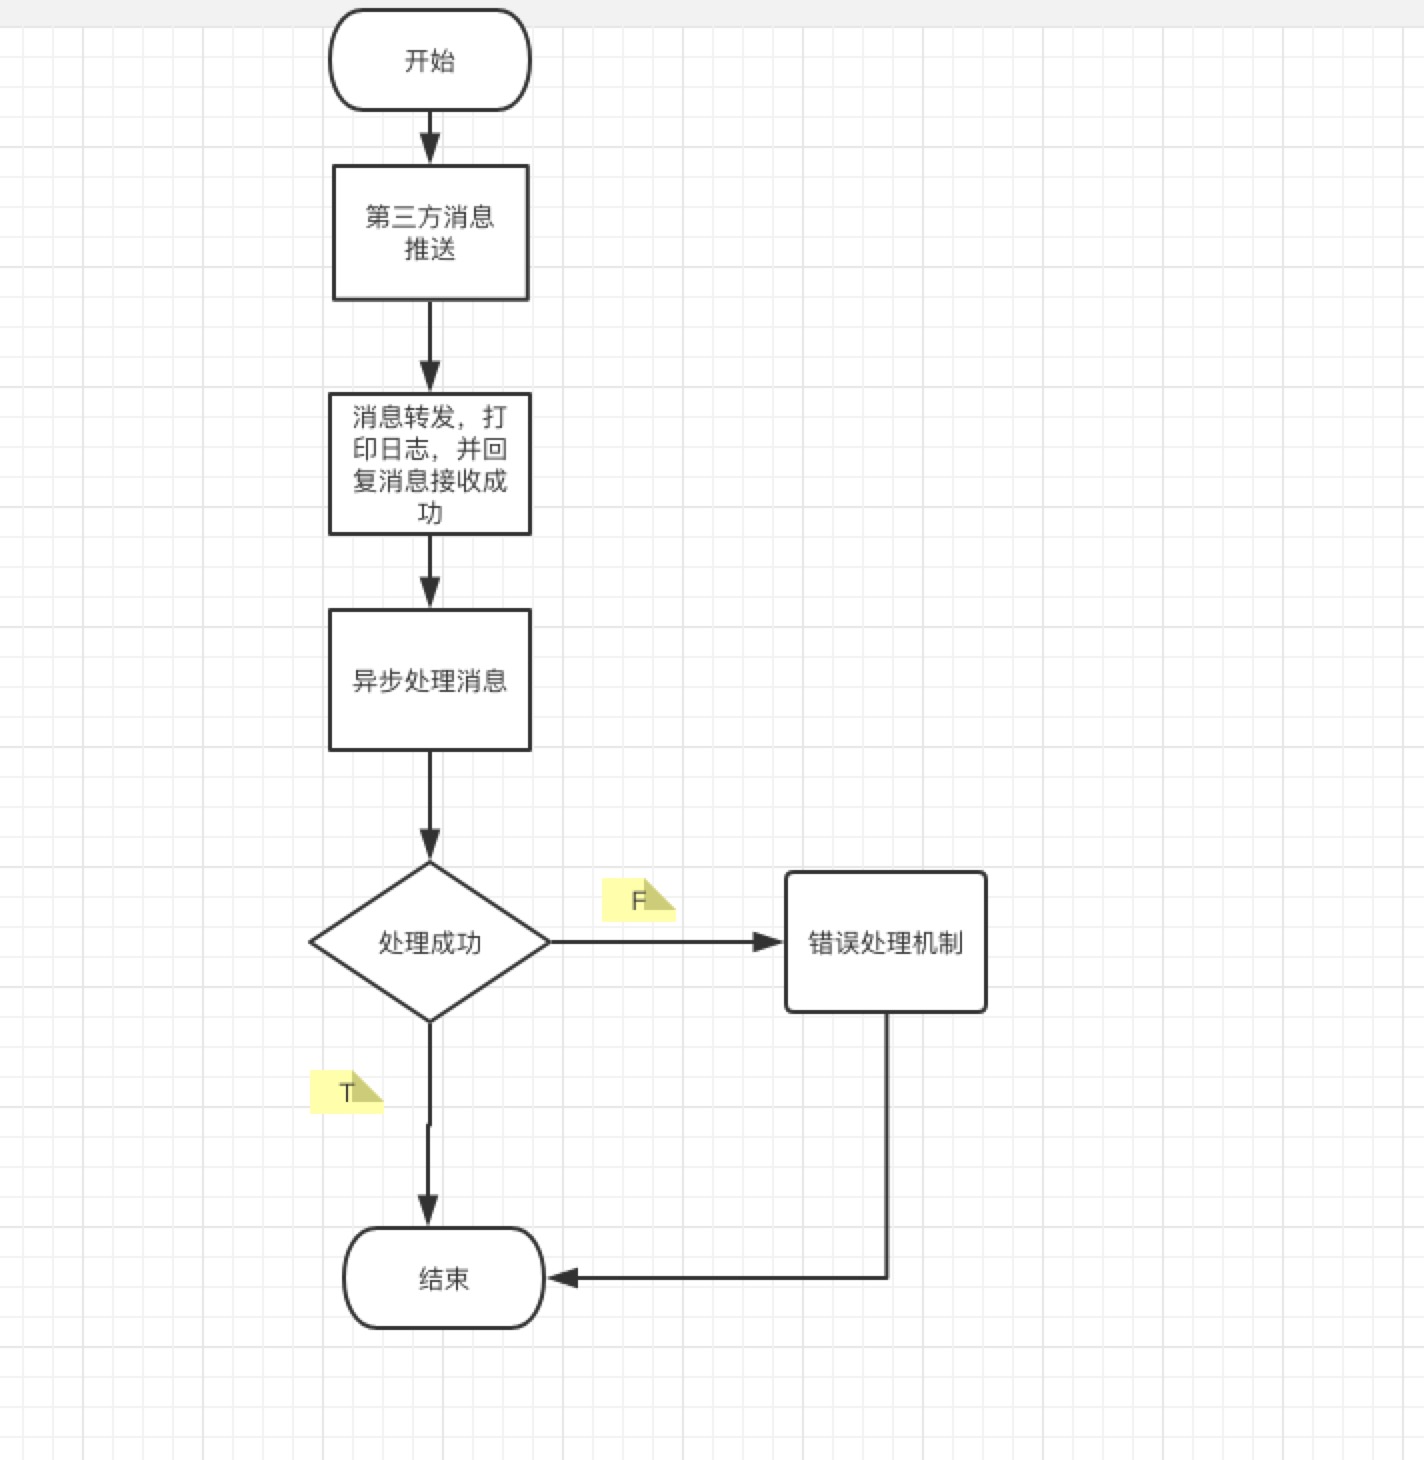 开始
第三方消息
推送
消息转发，打
印日志，并回
复消息接收成
功
异步处理消息
处理成功
F
错误处理机制
T
结束